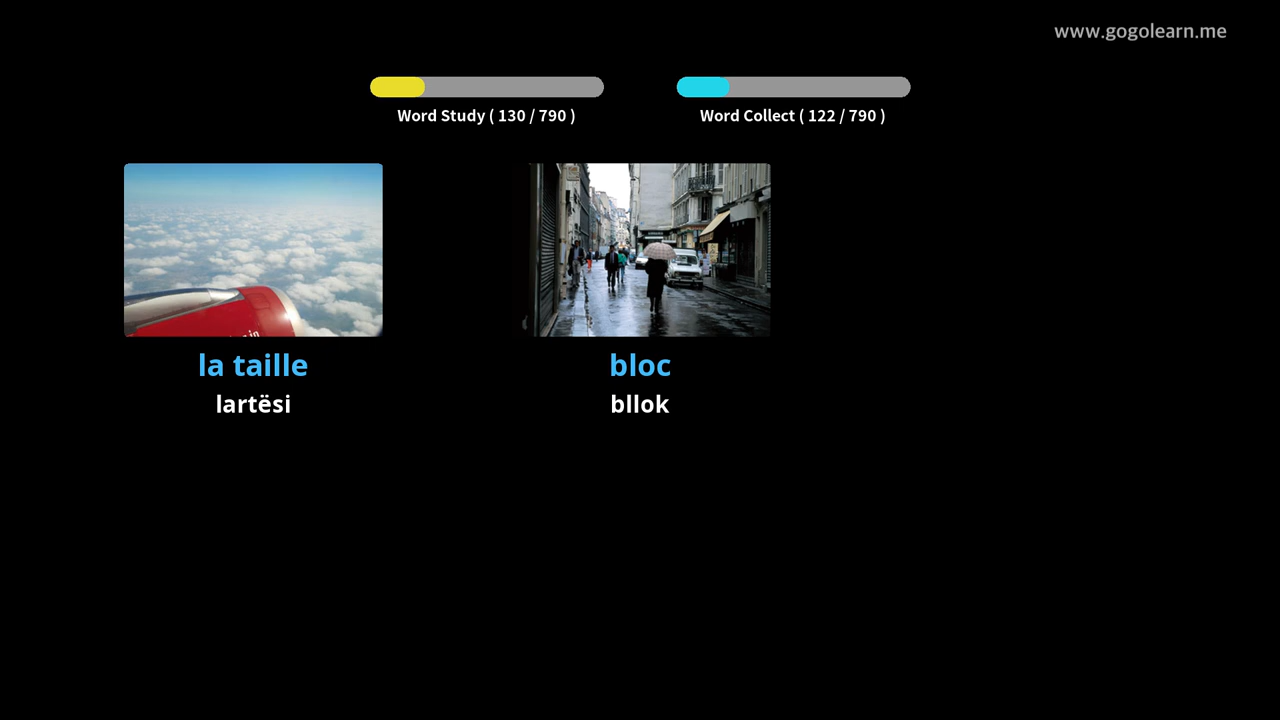 www.gogolearn.me
Word Study ( 130 / 790 )
Word Collect ( 122 / 790 )
la taille
lartësi
bloc
bllok